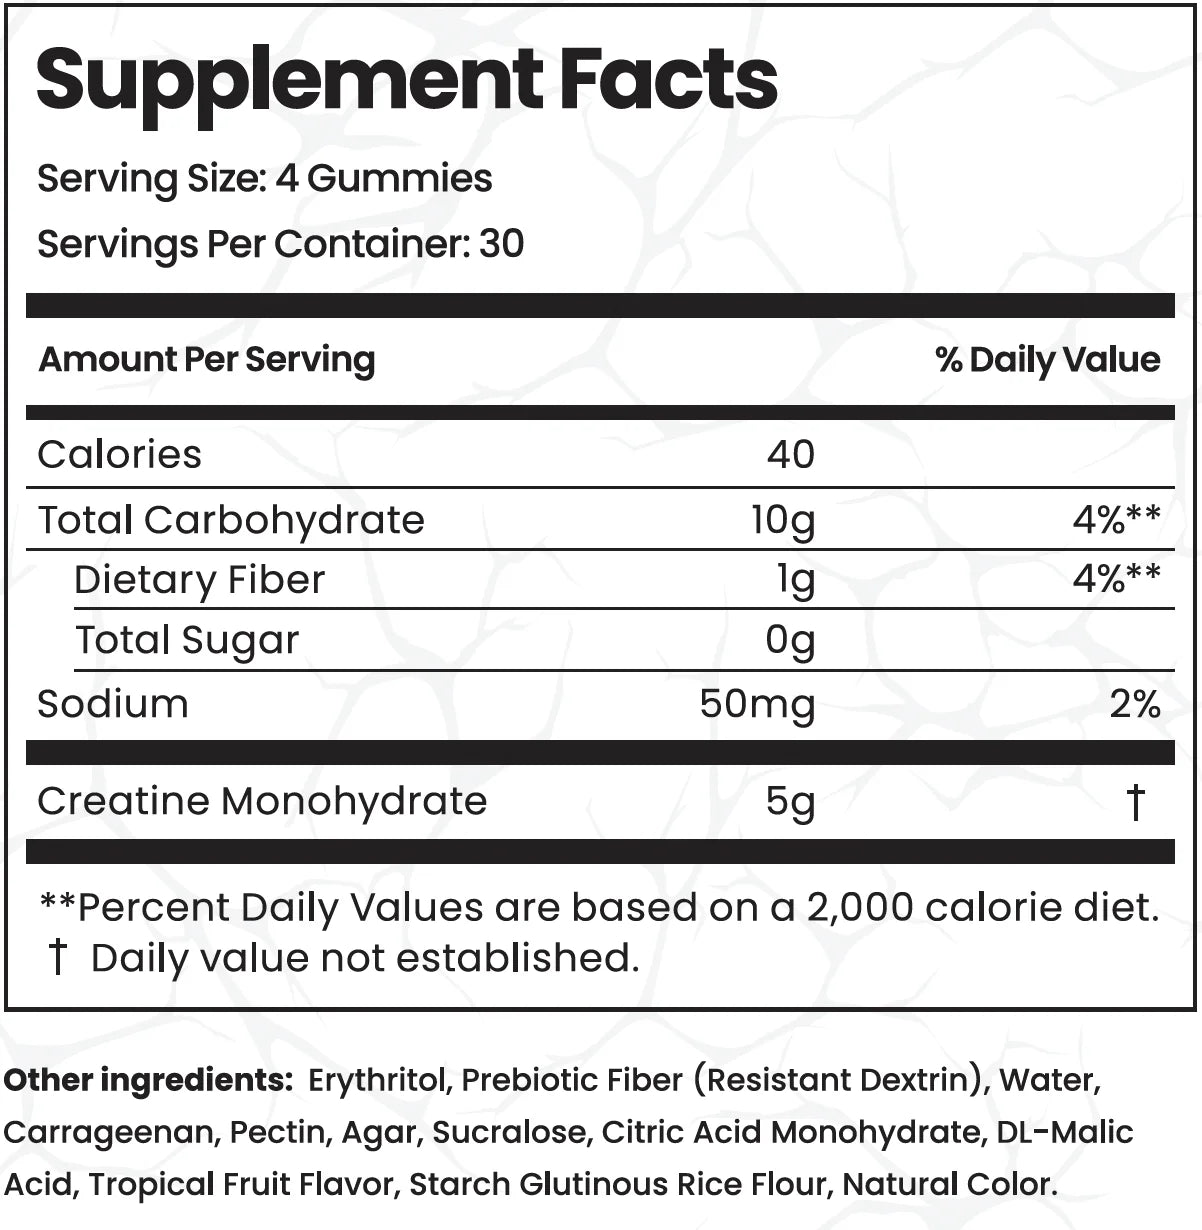 Supplement Facts
Serving Size: 4 Gummies
Servings Per Container: 30
Amount Per Serving % Daily Value
Calories 40
Total Carbohydrate 10g 4%**
Dietary Fiber 1g 4%**
Total Sugar 0g
Sodium 50mg 2%
Creatine Monohydrate 5g †
**Percent Daily Values are based on a 2,000 calorie diet.
† Daily value not established.
Other ingredients: Erythritol, Prebiotic Fiber (Resistant Dextrin), Water,
Carrageenan, Pectin, Agar, Sucralose, Citric Acid Monohydrate, DL-Malic
Acid, Tropical Fruit Flavor, Starch Glutinous Rice Flour, Natural Color.